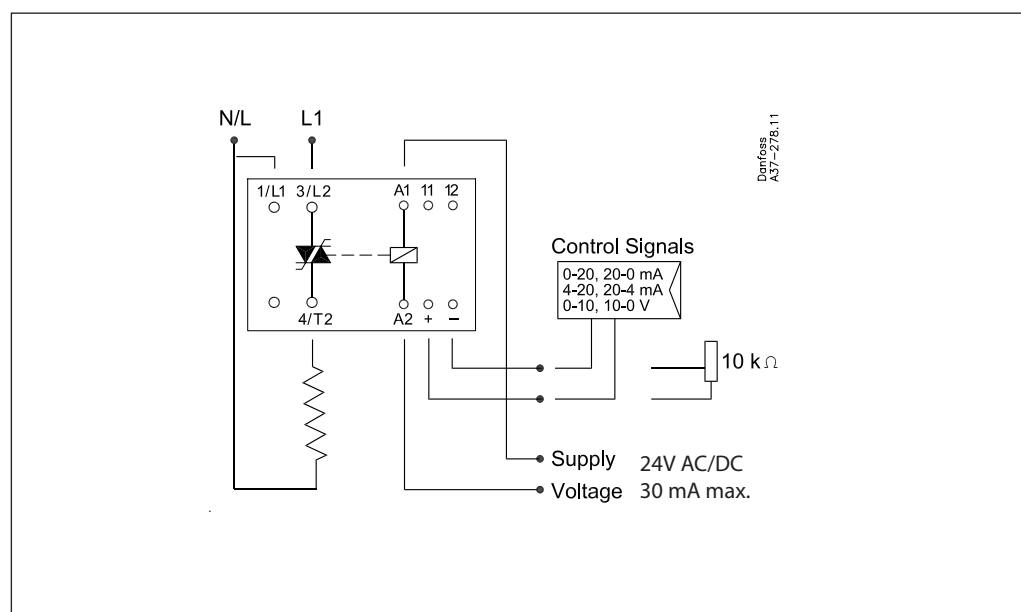 N/L L1
Danfoss
A37-278.11
1/L1 3/L2 A1 11 12
Control Signals
0-20, 20-0 mA
4-20, 20-4 mA
0-10, 10-0 V
4/T2 A2 + −
10 kΩ
Supply 24V AC/DC
Voltage 30 mA max.